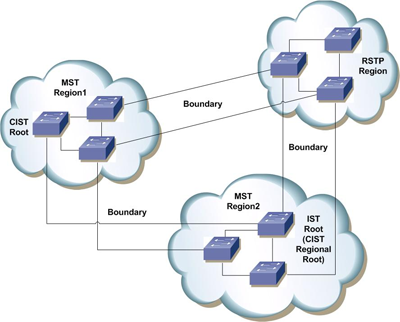 MST
Region1
CIST
Root
Boundary
RSTP
Region
Boundary
Boundary
MST
Region2
IST
Root
(CIST
Regional
Root)